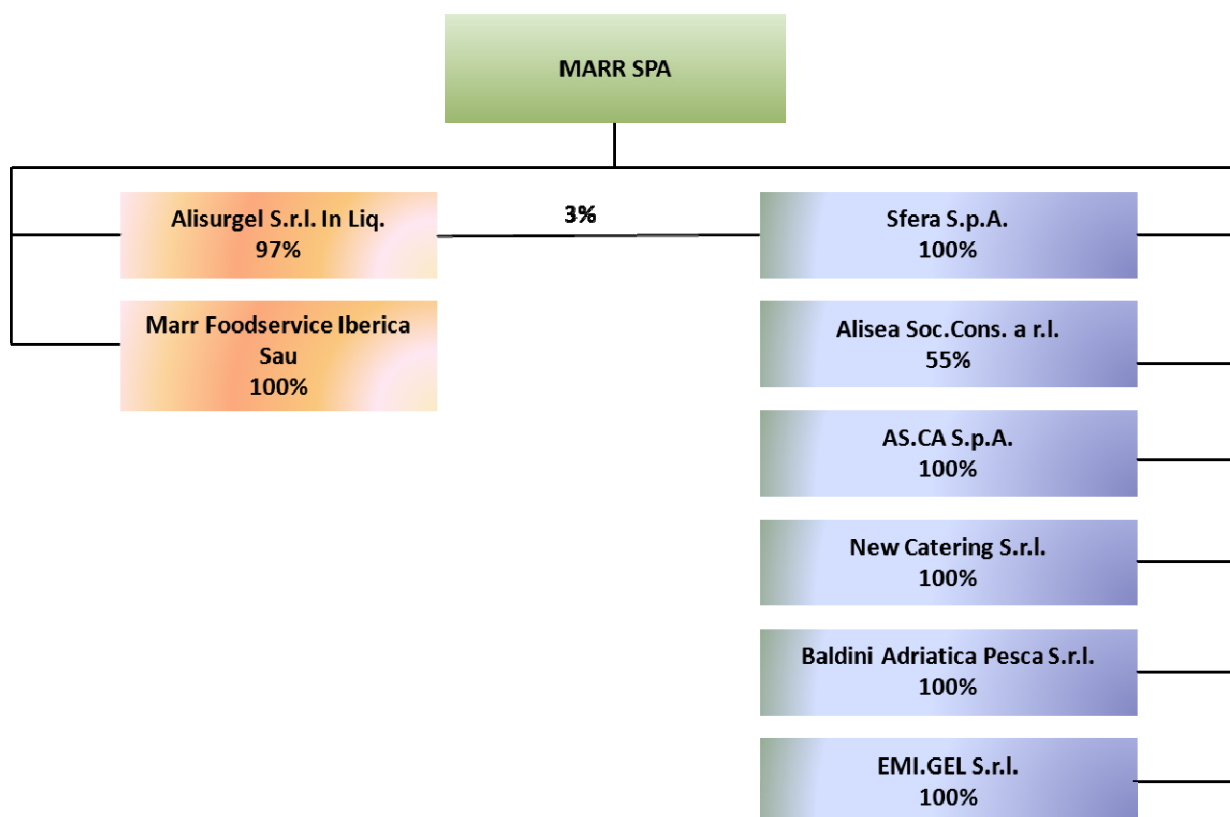 MARR SPA
Alisurgel S.r.l. In Liq.
97%
3%
Sfera S.p.A.
100%
Marr Foodservice Iberica
Sau
100%
Alisea Soc.Cons. a r.l.
55%
AS.CA S.p.A.
100%
New Catering S.r.l.
100%
Baldini Adriatica Pesca S.r.l.
100%
EMI.GEL S.r.l.
100%